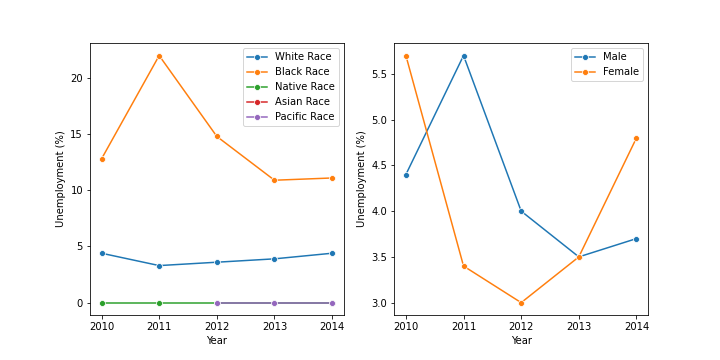 White Race
Black Race
Native Race
Asian Race
Pacific Race
20
15
10
5
0
Unemployment (%)
2010 2011 2012 2013 2014
Year
Male
Female
5.5
5.0
4.5
4.0
3.5
3.0
Unemployment (%)
2010 2011 2012 2013 2014
Year